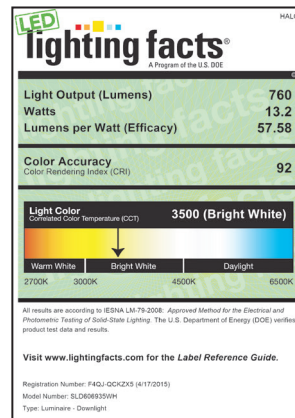 HALO
LED
lighting facts®
A Program of the U.S. DOE
Light Output (Lumens) 760
Watts 13.2
Lumens per Watt (Efficacy) 57.58
Color Accuracy
Color Rendering Index (CRI) 92
Light Color
Correlated Color Temperature (CCT) 3500 (Bright White)
Warm White Bright White Daylight
2700K 3000K 4500K 6500K
All results are according to IESNA LM-79-2008: Approved Method for the Electrical and
Photometric Testing of Solid-State Lighting. The U.S. Department of Energy (DOE) verifies
product test data and results.
Visit www.lightingfacts.com for the Label Reference Guide.
Registration Number: F4QJ-QCKZX5 (4/17/2015)
Model Number: SLD606935WH
Type: Luminaire - Downlight